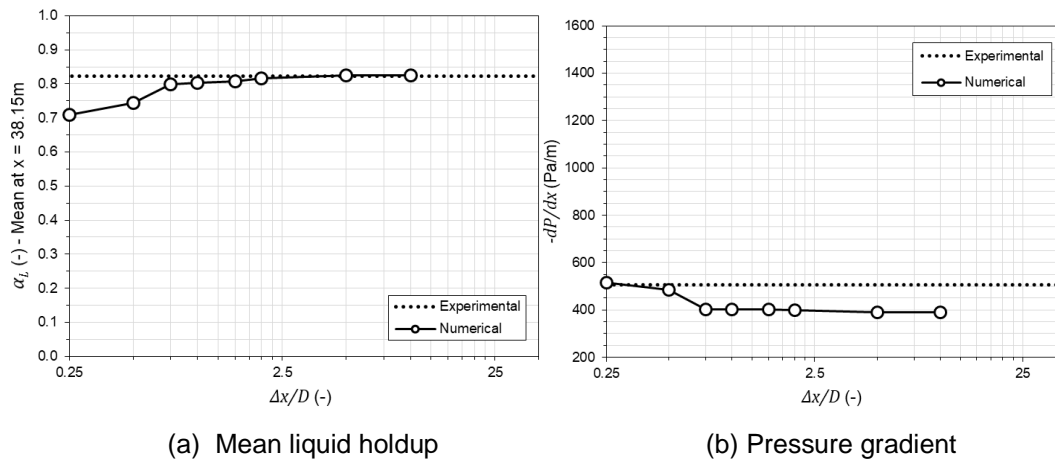 1.0
0.9
0.8
0.7
0.6
0.5
0.4
0.3
0.2
0.1
0.0
α_L (-) - Mean at x = 38.15m
Experimental
Numerical
0.25
2.5
25
Δx/D (-)
(a) Mean liquid holdup
1600
1400
1200
1000
800
600
400
200
-dP/dx (Pa/m)
Experimental
Numerical
0.25
2.5
25
Δx/D (-)
(b) Pressure gradient